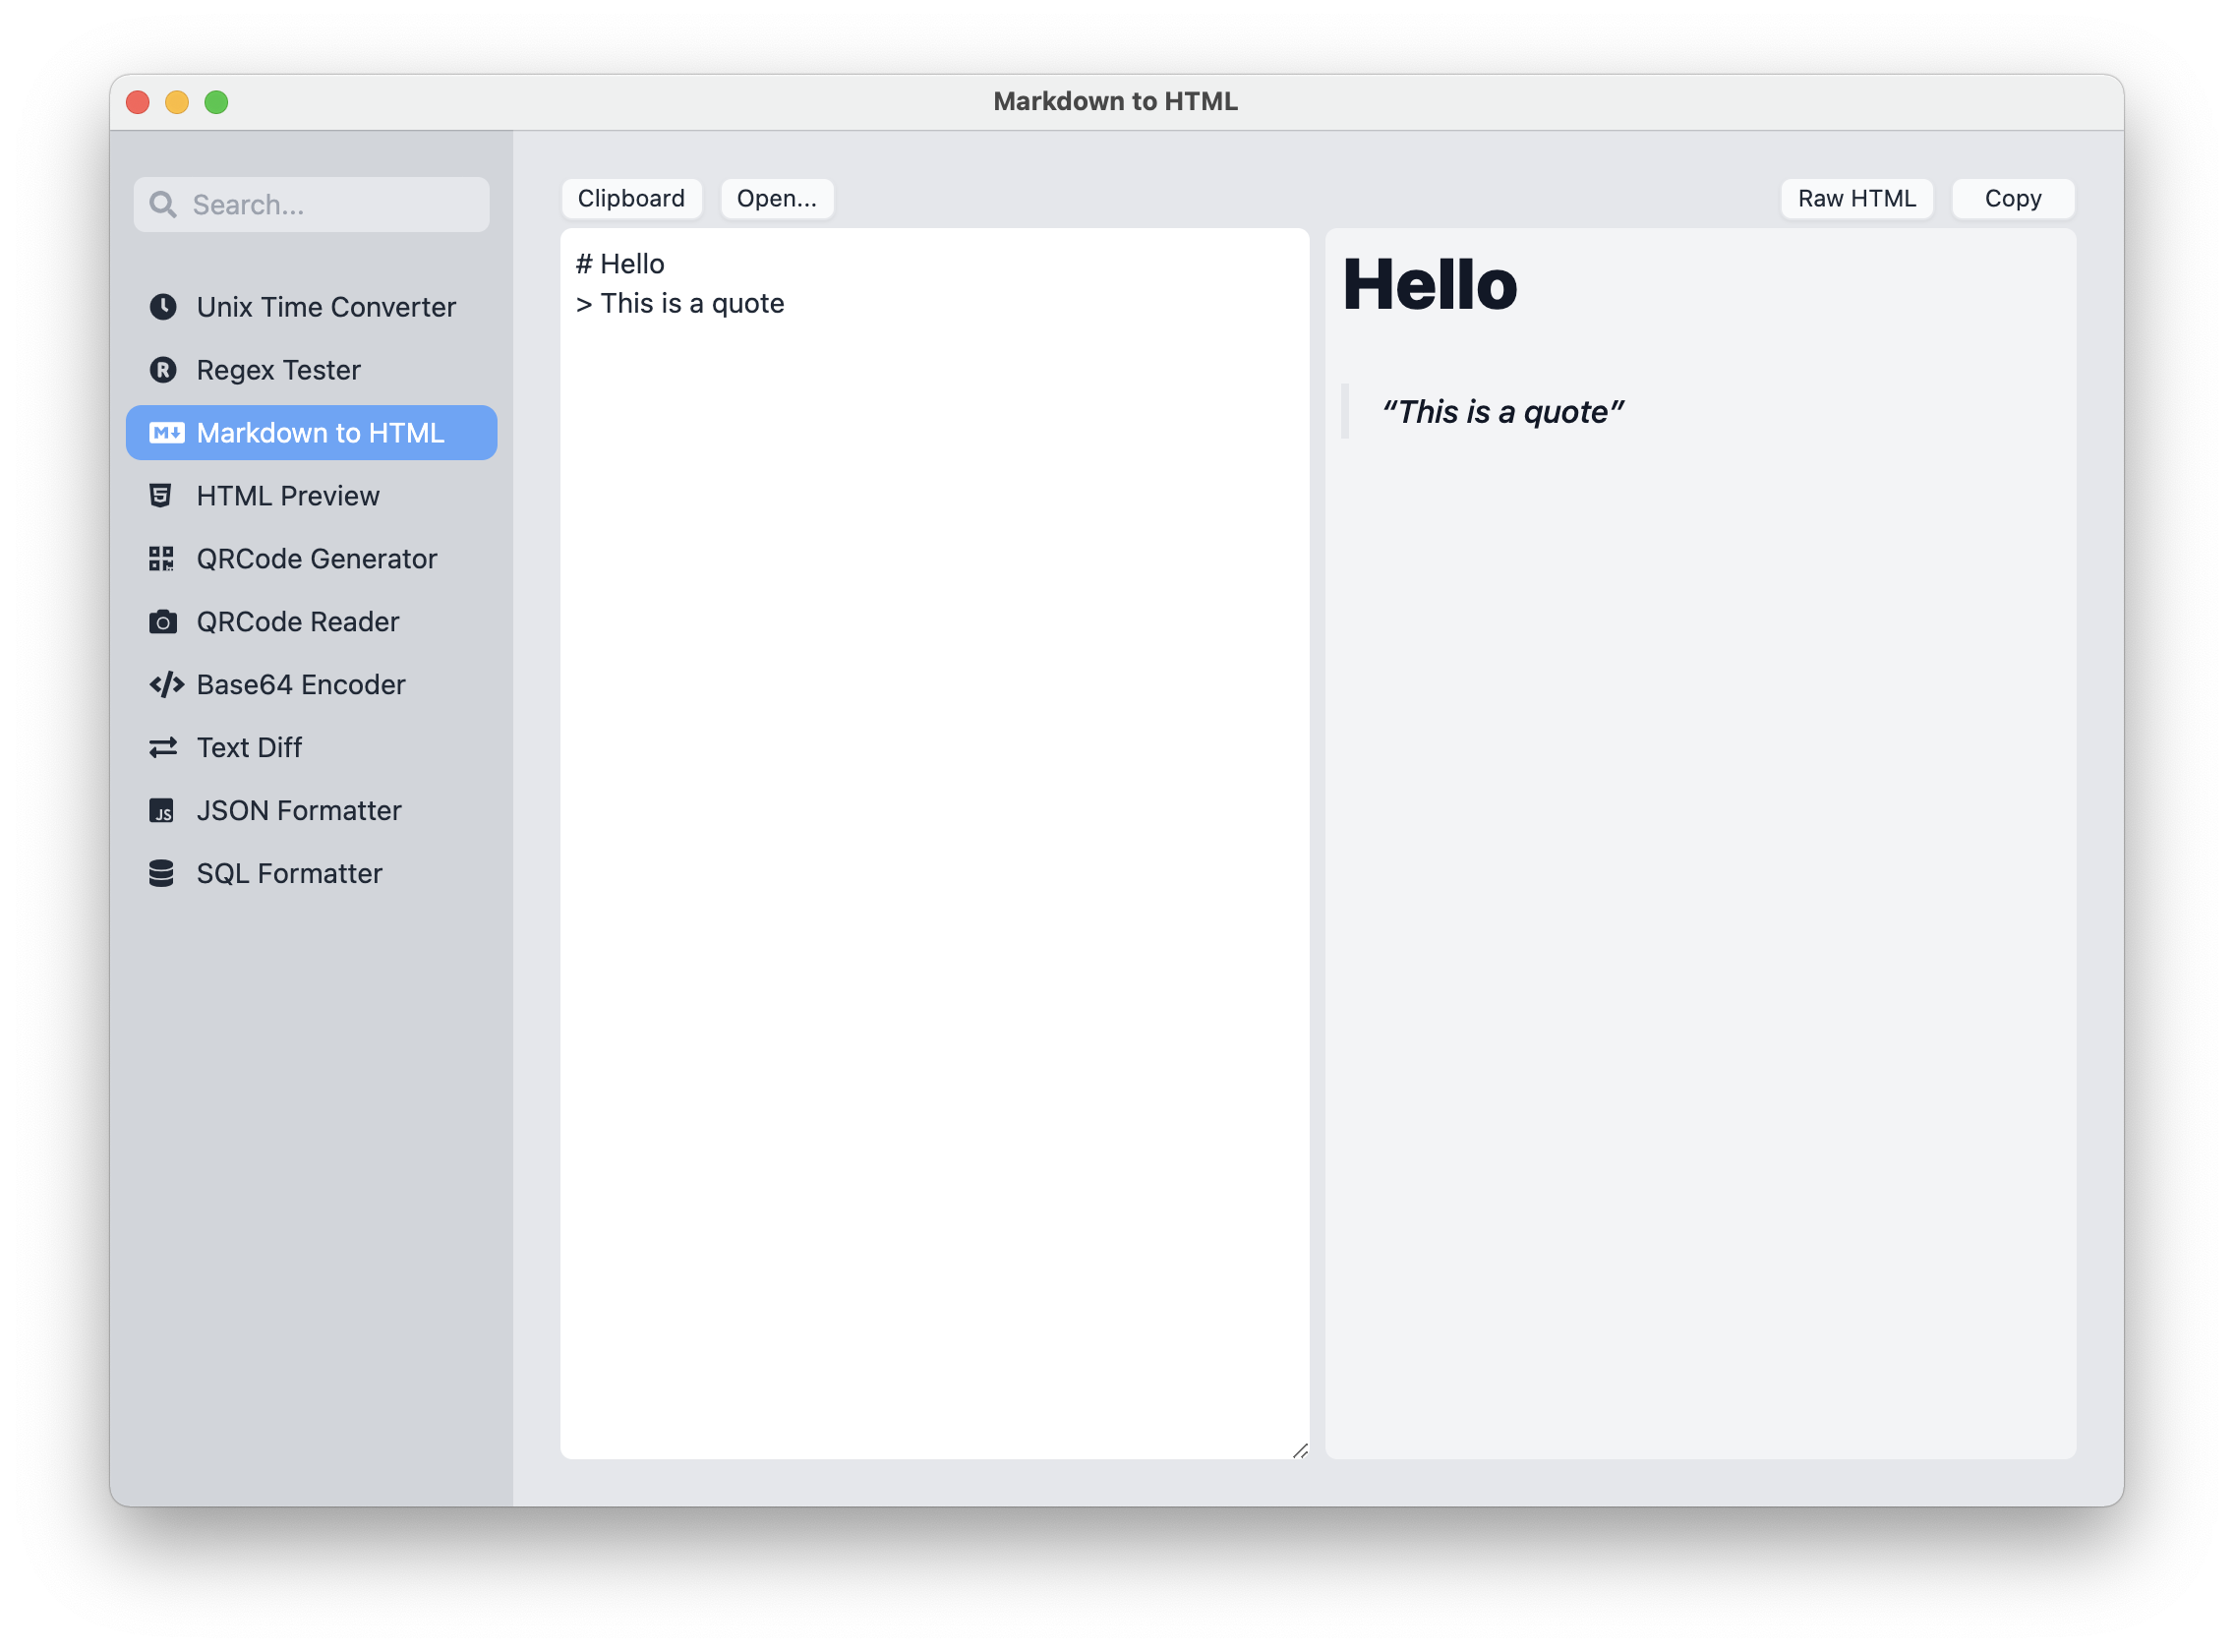 Markdown to HTML
Search...
Unix Time Converter
Regex Tester
Markdown to HTML
HTML Preview
QRCode Generator
QRCode Reader
Base64 Encoder
Text Diff
JSON Formatter
SQL Formatter
Clipboard
Open...
Raw HTML
Copy
# Hello
> This is a quote
Hello
“This is a quote”